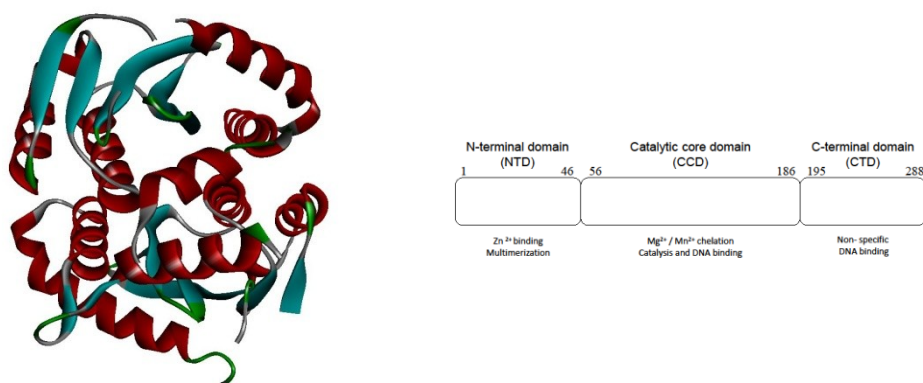 N-terminal domain
(NTD)
Catalytic core domain
(CCD)
C-terminal domain
(CTD)
1 46 56 186 195 288
Zn 2+ binding
Multimerization
Mg2+ / Mn2+ chelation
Catalysis and DNA binding
Non- specific
DNA binding